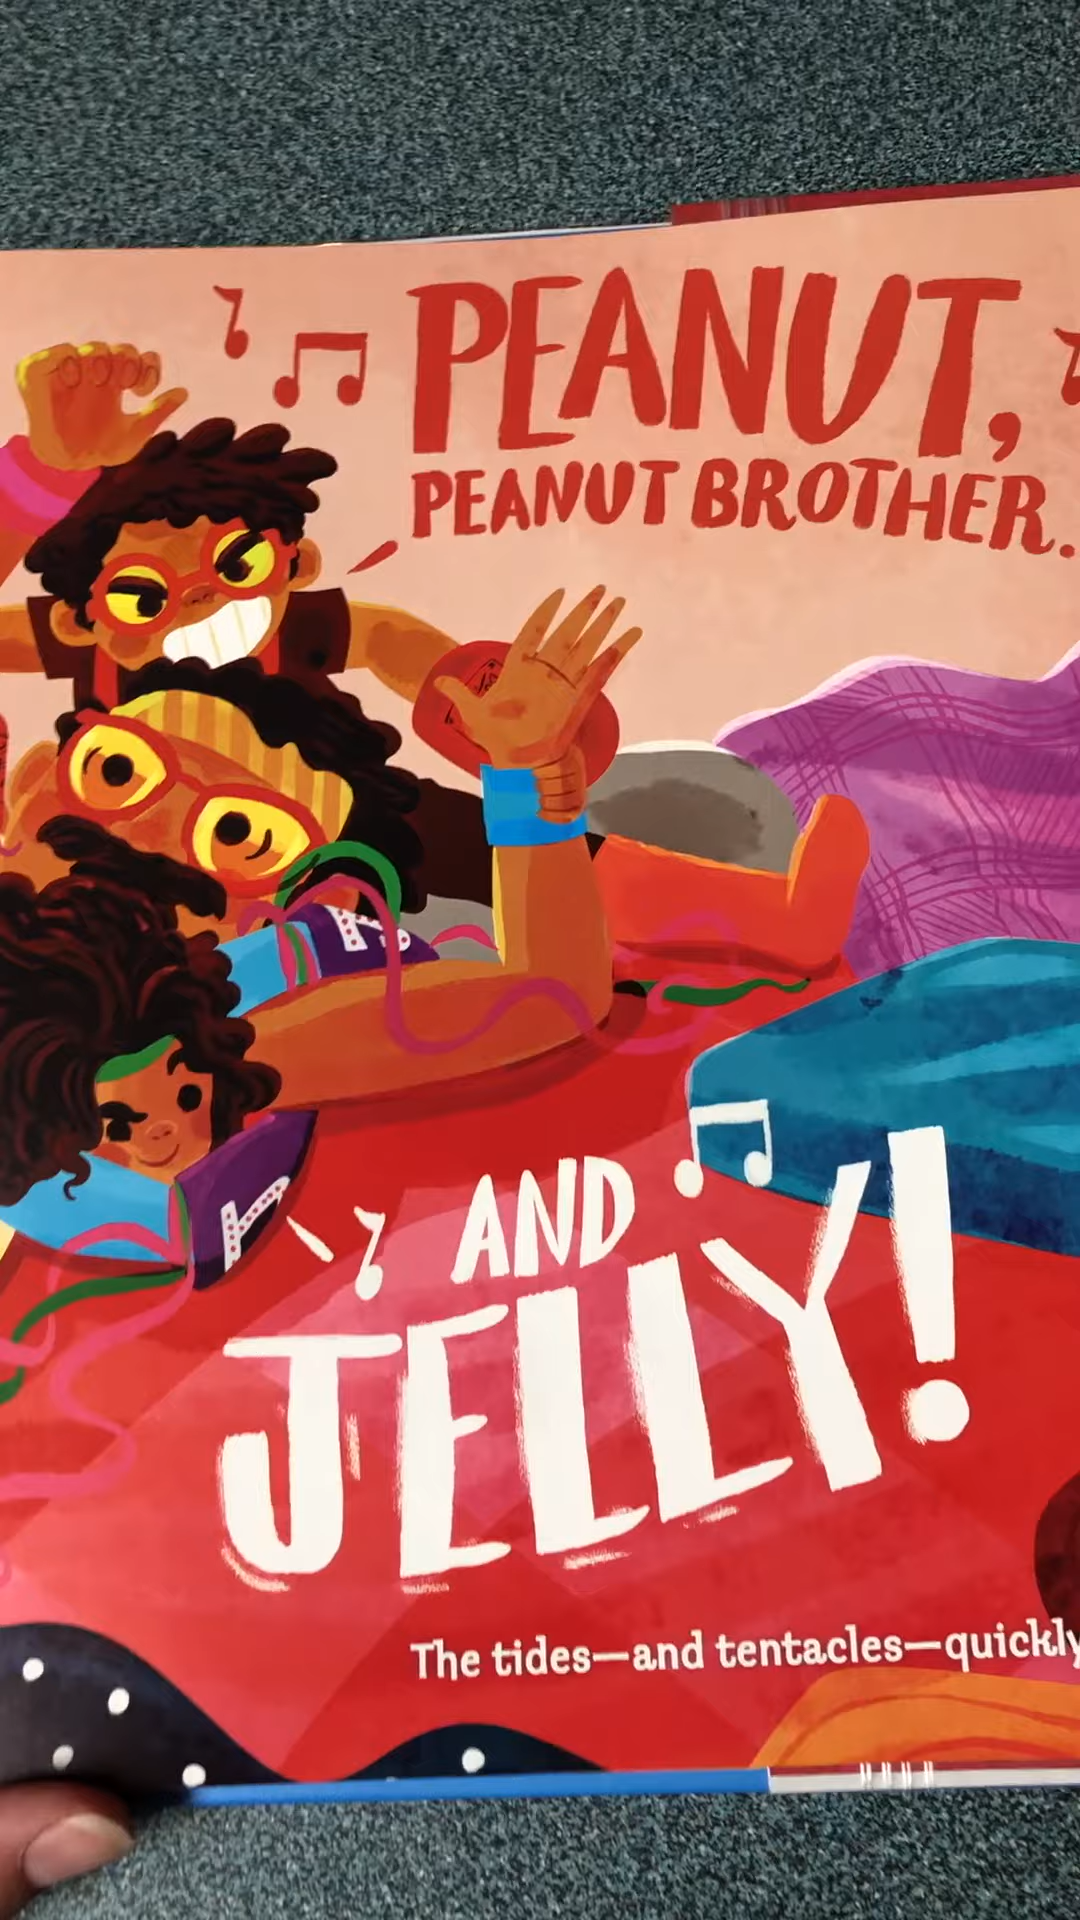 PEANUT,
PEANUT BROTHER.
AND
JELLY!
The tides—and tentacles—quickly